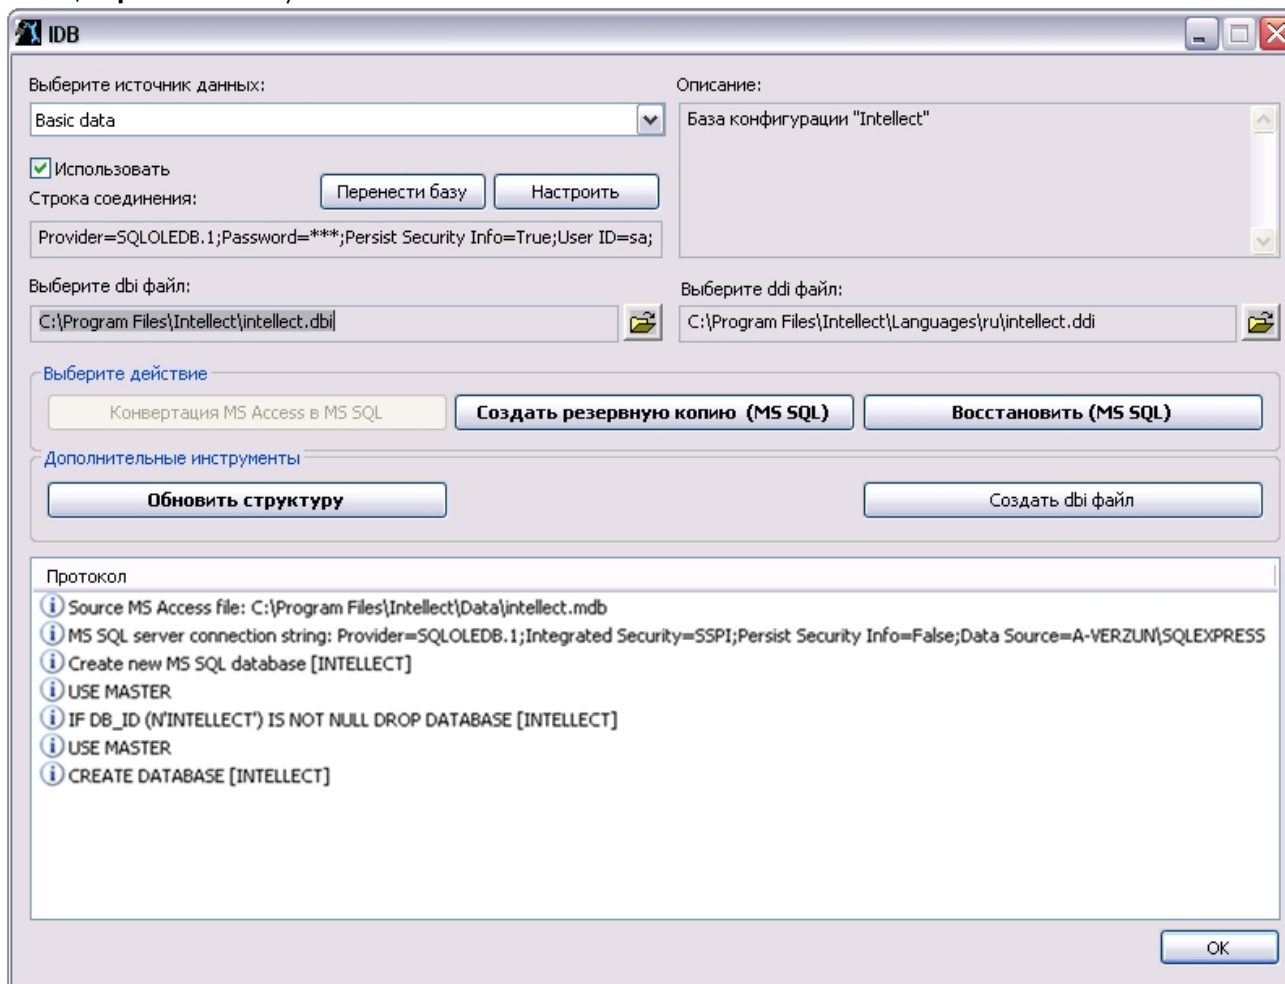 IDB
Выберите источник данных:
Описание:
Basic data
База конфигурации "Intellect"
Использовать
Строка соединения:
Перенести базу
Настроить
Provider=SQLOLEDB.1;Password=***;Persist Security Info=True;User ID=sa;
Выберите dbi файл:
Выберите ddi файл:
C:\Program Files\Intellect\intellect.dbi
C:\Program Files\Intellect\Languages\ru\intellect.ddi
Выберите действие
Конвертация MS Access в MS SQL
Создать резервную копию (MS SQL)
Восстановить (MS SQL)
Дополнительные инструменты
Обновить структуру
Создать dbi файл
Протокол
Source MS Access file: C:\Program Files\Intellect\Data\intellect.mdb
MS SQL server connection string: Provider=SQLOLEDB.1;Integrated Security=SSPI;Persist Security Info=False;Data Source=A-VERZUN\SQLEXPRESS
Create new MS SQL database [INTELLECT]
USE MASTER
IF DB_ID (N'INTELLECT') IS NOT NULL DROP DATABASE [INTELLECT]
USE MASTER
CREATE DATABASE [INTELLECT]
OK